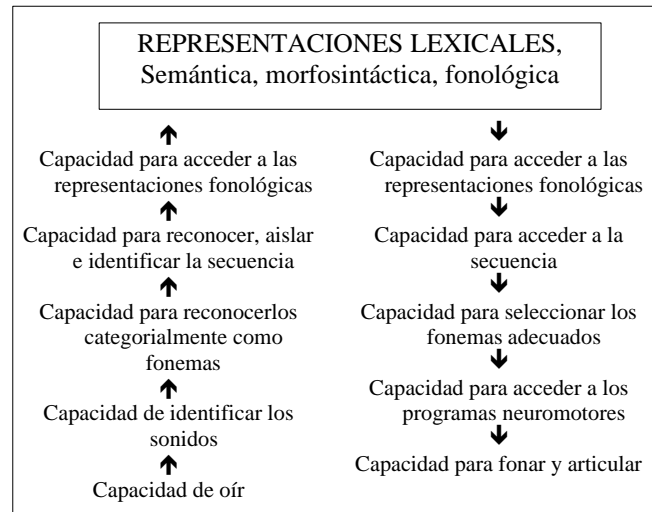 REPRESENTACIONES LEXICALES,
Semántica, morfosintáctica, fonológica
Capacidad para acceder a las
representaciones fonológicas
Capacidad para reconocer, aislar
e identificar la secuencia
Capacidad para reconocerlos
categorialmente como
fonemas
Capacidad de identificar los
sonidos
Capacidad de oír
Capacidad para acceder a las
representaciones fonológicas
Capacidad para acceder a la
secuencia
Capacidad para seleccionar los
fonemas adecuados
Capacidad para acceder a los
programas neuromotores
Capacidad para fonar y articular